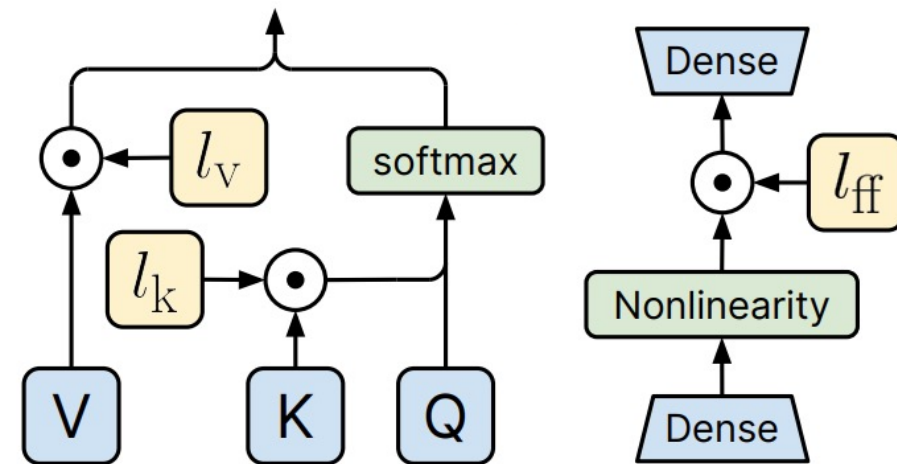 l_v
softmax
l_k
V
K
Q
Dense
l_ff
Nonlinearity
Dense